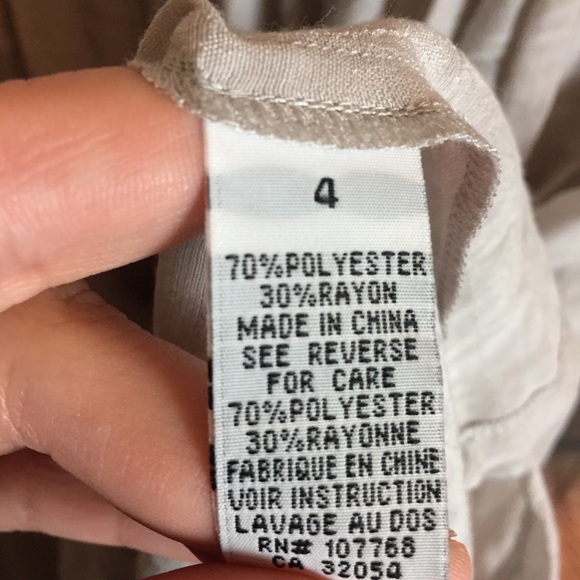 4
70%POLYESTER
30%RAYON
MADE IN CHINA
SEE REVERSE
FOR CARE
70%POLYESTER
30%RAYONNE
FABRIQUE EN CHINE
VOIR INSTRUCTION
LAVAGE AU DOS
RN# 107768
CA 32054